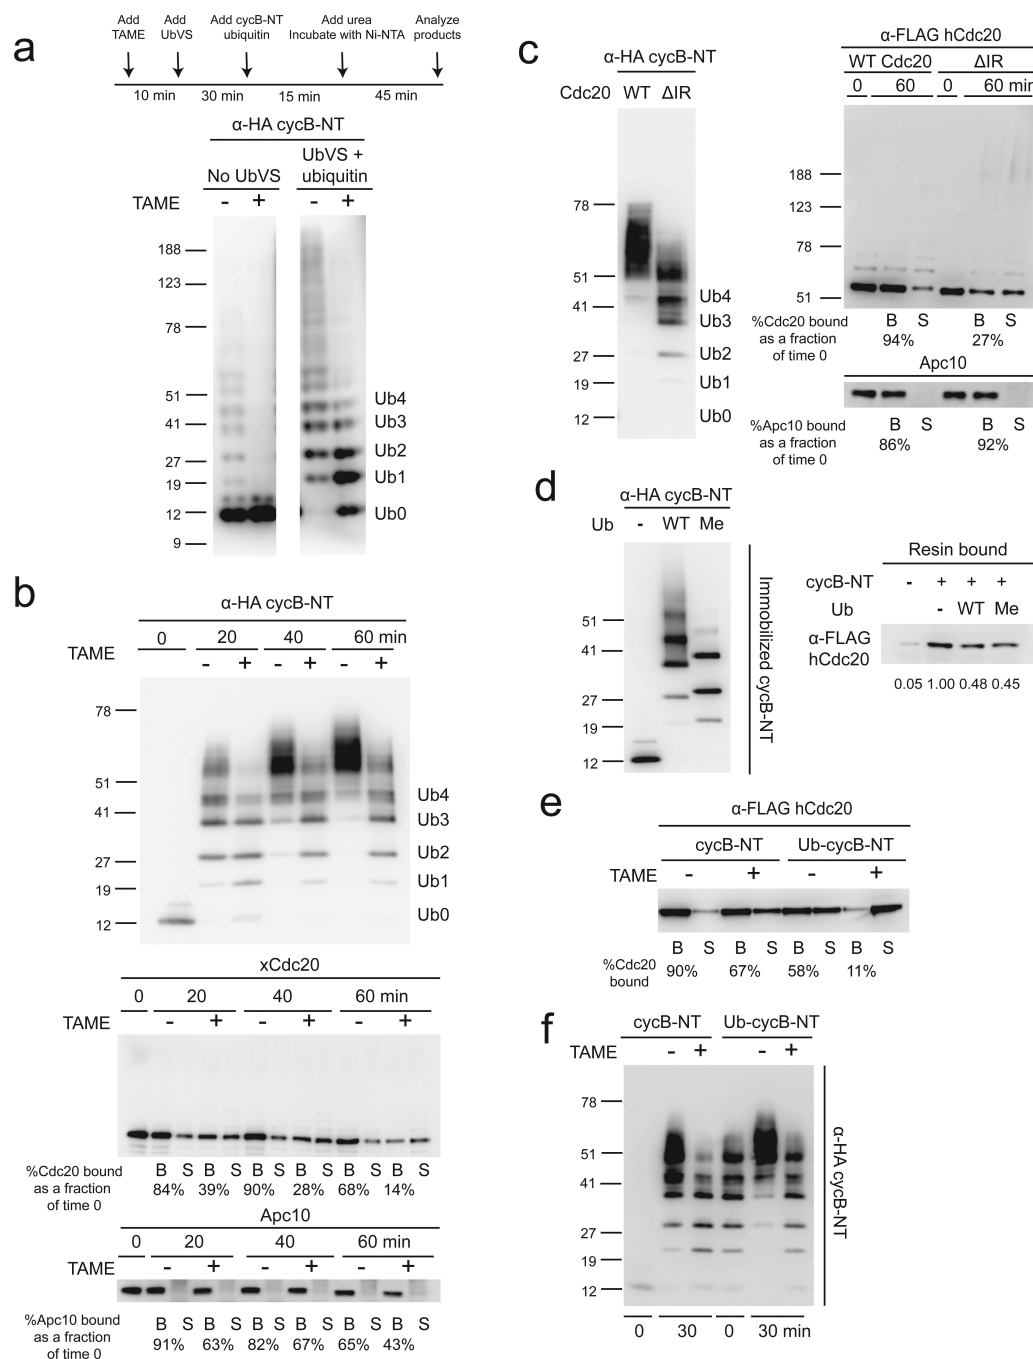 a
Add TAME
Add UbVS
Add cycB-NT ubiquitin
Add urea Incubate with Ni-NTA
Analyze products
10 min 30 min 15 min 45 min
α-HA cycB-NT
No UbVS
UbVS + ubiquitin
TAME - + - +
188
123
78
51
41
27
19
12
9
Ub4
Ub3
Ub2
Ub1
Ub0
b
α-HA cycB-NT
0 20 40 60 min
TAME - + - + - +
78
51
41
27
19
12
Ub4
Ub3
Ub2
Ub1
Ub0
xCdc20
0 20 40 60 min
TAME - + - + - +
B S B S B S B S B S B S
%Cdc20 bound as a fraction of time 0
84% 39% 90% 28% 68% 14%
Apc10
0 20 40 60 min
TAME - + - + - +
B S B S B S B S B S B S
%Apc10 bound as a fraction of time 0
91% 63% 82% 67% 65% 43%
c
α-HA cycB-NT
Cdc20 WT ΔIR
78
51
41
27
19
12
Ub4
Ub3
Ub2
Ub1
Ub0
α-FLAG hCdc20
WT Cdc20 ΔIR
0 60 0 60 min
188
123
78
51
B S B S
%Cdc20 bound as a fraction of time 0
94% 27%
Apc10
B S B S
%Apc10 bound as a fraction of time 0
86% 92%
d
α-HA cycB-NT
Ub - WT Me
51
41
27
19
12
Immobilized cycB-NT
Resin bound
cycB-NT - + + +
Ub - WT Me
α-FLAG hCdc20
0.05 1.00 0.48 0.45
e
α-FLAG hCdc20
cycB-NT Ub-cycB-NT
TAME - + - +
B S B S B S B S
%Cdc20 bound
90% 67% 58% 11%
f
cycB-NT Ub-cycB-NT
TAME - + - +
78
51
41
27
19
12
α-HA cycB-NT
0 30 0 30 min